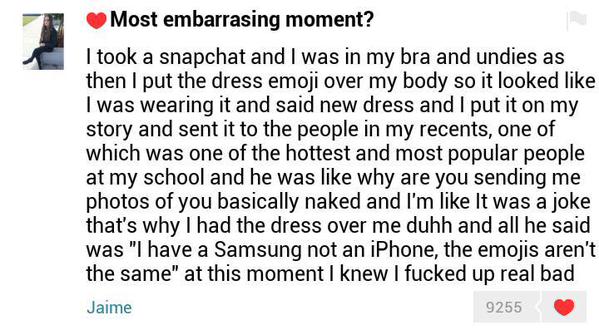 ❤Most embarrasing moment?
I took a snapchat and I was in my bra and undies as
then I put the dress emoji over my body so it looked like
I was wearing it and said new dress and I put it on my
story and sent it to the people in my recents, one of
which was one of the hottest and most popular people
at my school and he was like why are you sending me
photos of you basically naked and I'm like It was a joke
that's why I had the dress over me duhh and all he said
was "I have a Samsung not an iPhone, the emojis aren't
the same" at this moment I knew I fucked up real bad
Jaime
9255